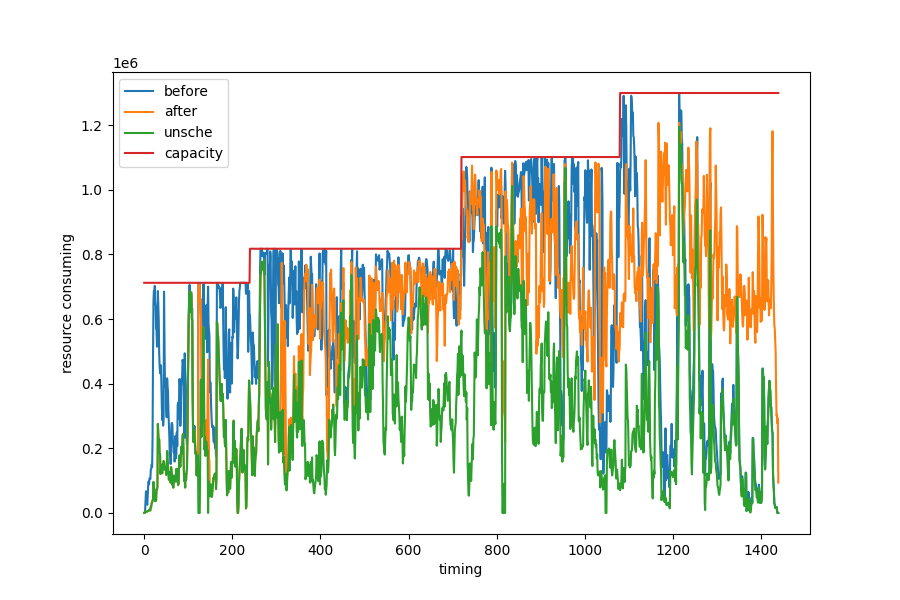 1e6
before
after
unsche
capacity
1.2
1.0
0.8
0.6
0.4
0.2
0.0
resource consuming
0 200 400 600 800 1000 1200 1400
timing